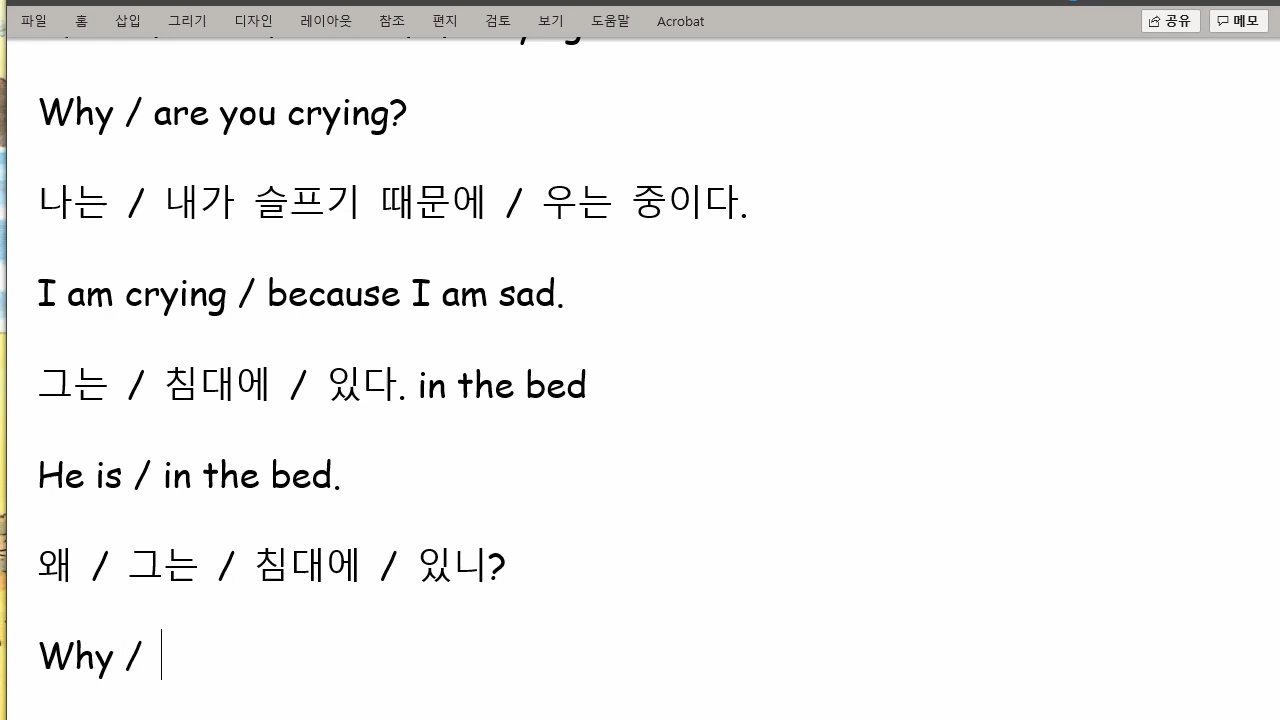 파일 홈 삽입 그리기 디자인 레이아웃 참조 편지 검토 보기 도움말 Acrobat 공유 메모
Why / are you crying?
나는 / 내가 슬프기 때문에 / 우는 중이다.
I am crying / because I am sad.
그는 / 침대에 / 있다. in the bed
He is / in the bed.
왜 / 그는 / 침대에 / 있니?
Why /